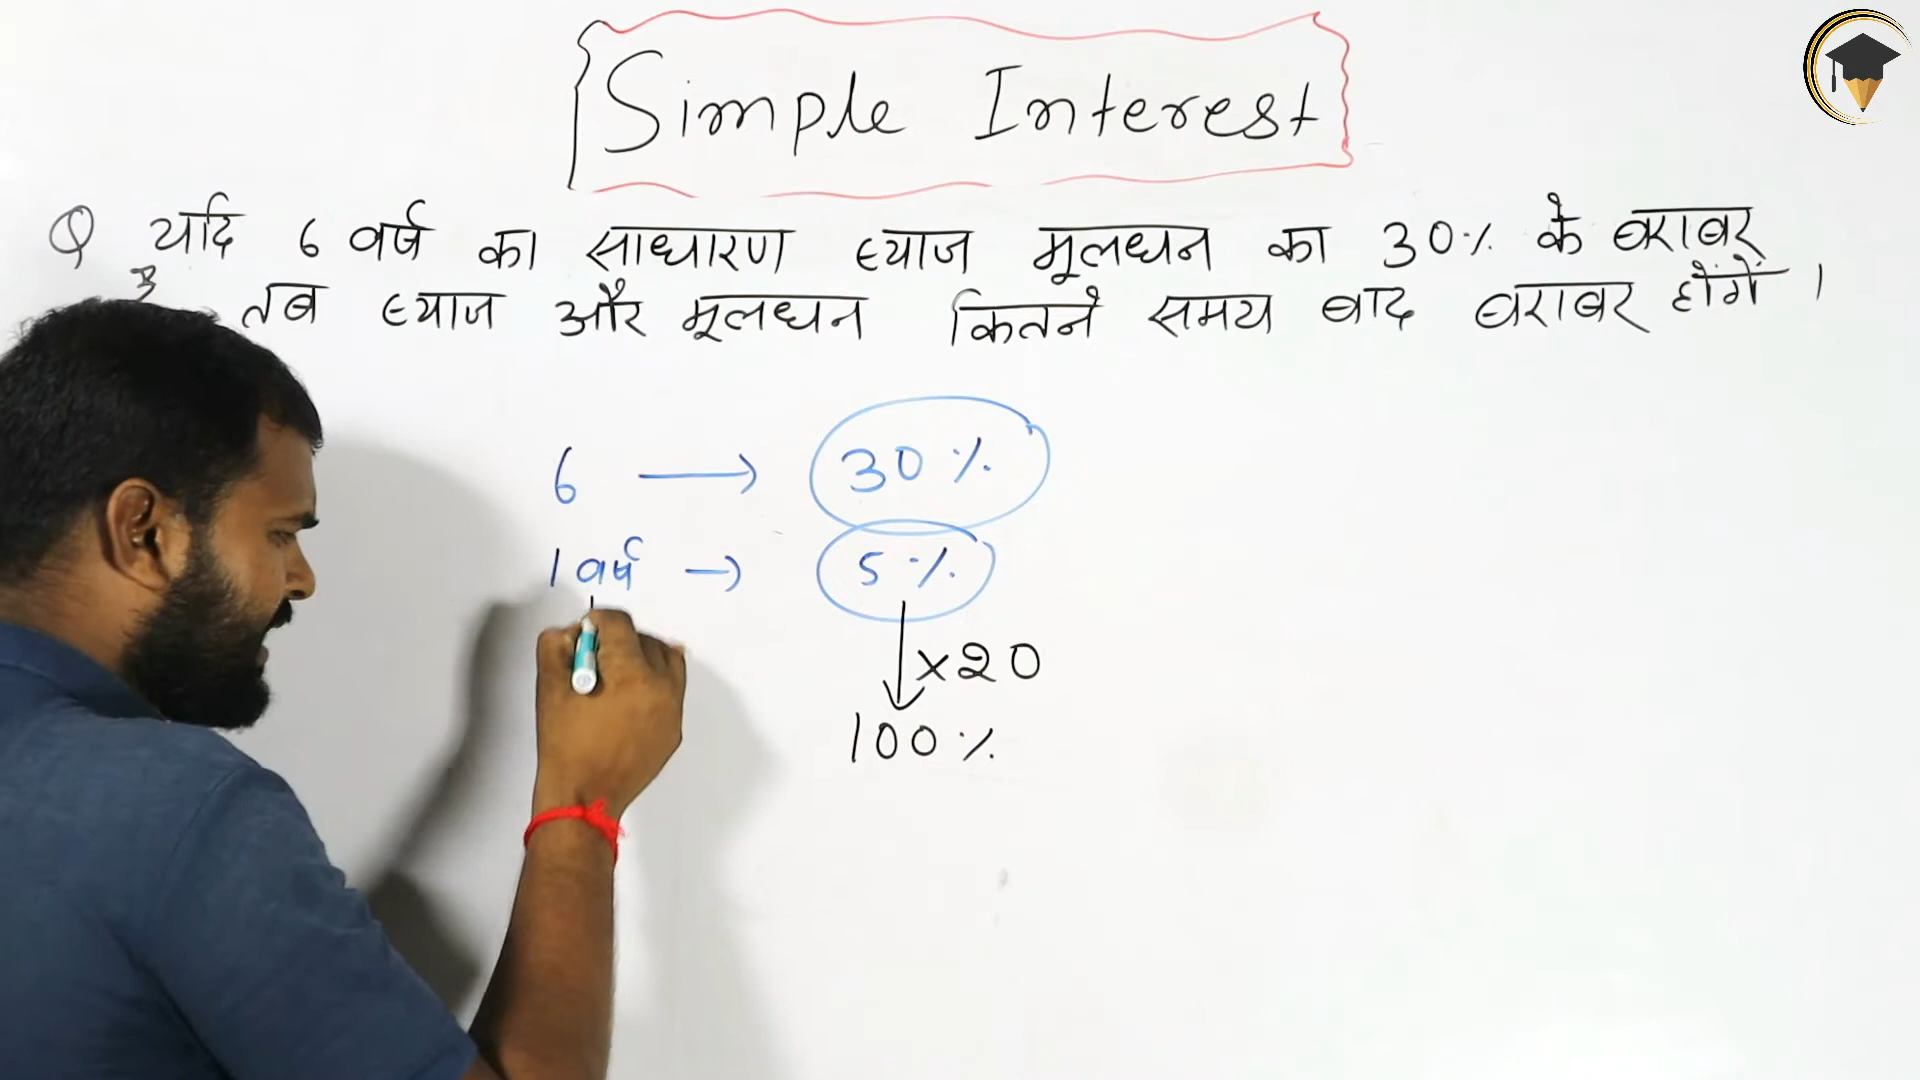 Simple Interest
Q यदि 6 वर्ष का साधारण ब्याज मूलधन का 30% के बराबर
है तब ब्याज और मूलधन कितने समय बाद बराबर होंगें ।
6 → 30%
1 वर्ष → 5%
×20
100%